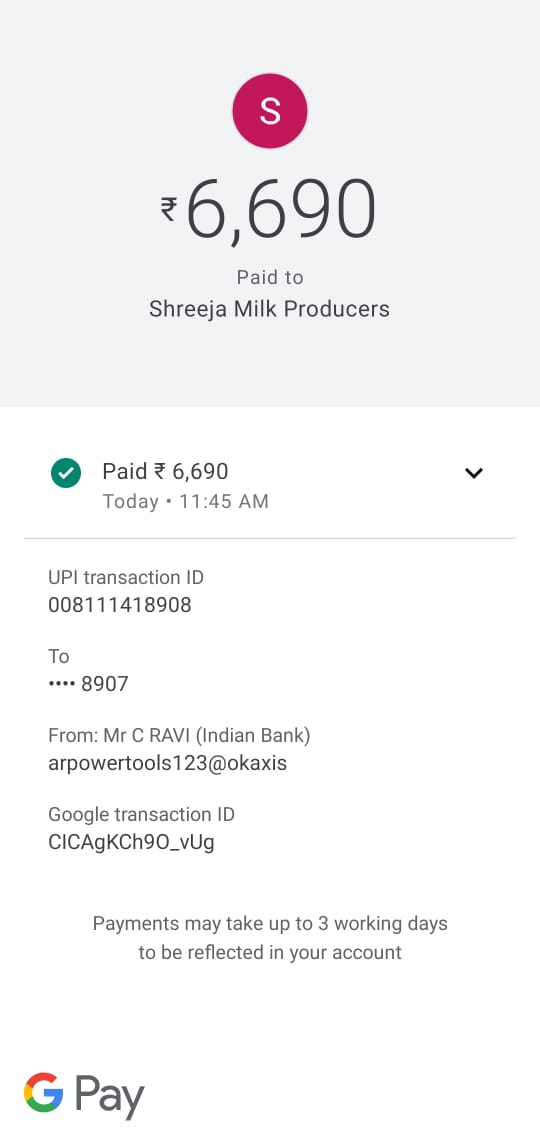 S
₹6,690
Paid to
Shreeja Milk Producers
Paid ₹ 6,690
Today • 11:45 AM
UPI transaction ID
008111418908
To
•••• 8907
From: Mr C RAVI (Indian Bank)
arpowertools123@okaxis
Google transaction ID
CICAgKCh9O_vUg
Payments may take up to 3 working days
to be reflected in your account
G Pay